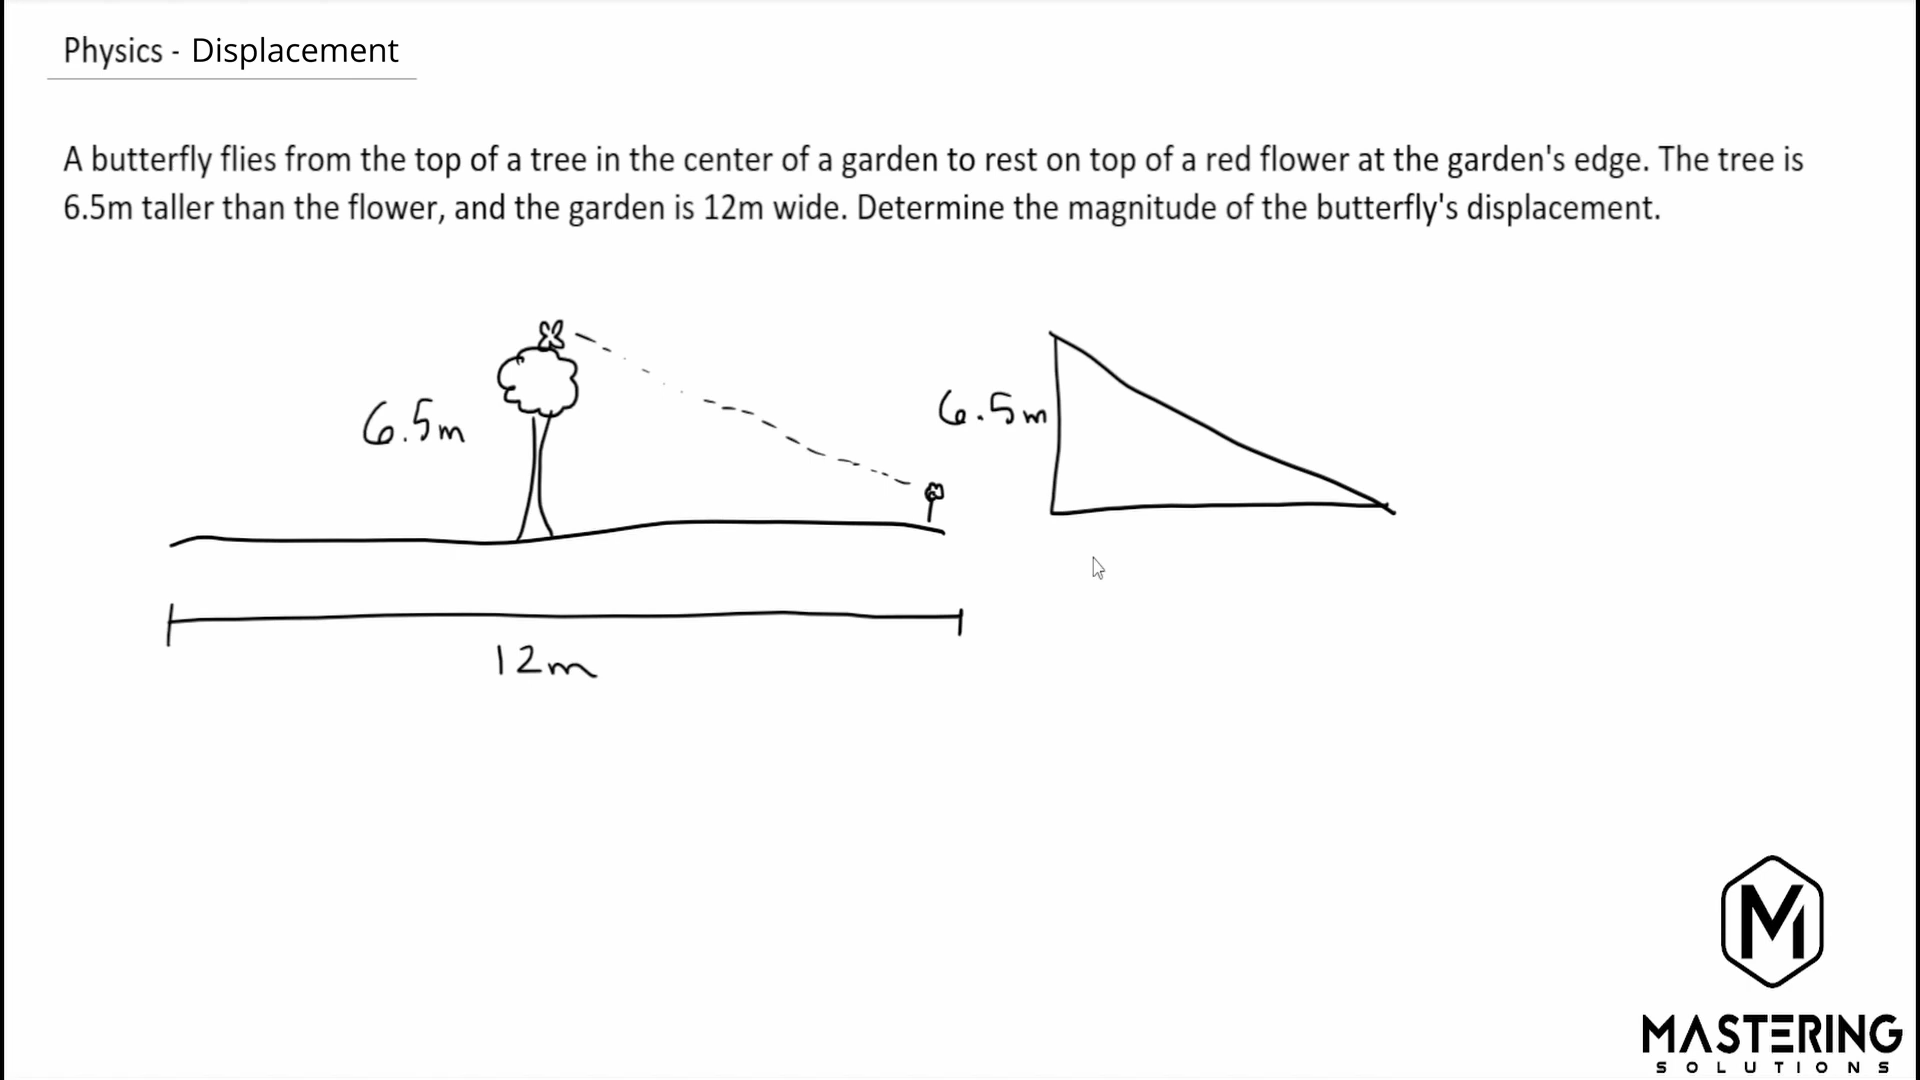 Physics - Displacement
A butterfly flies from the top of a tree in the center of a garden to rest on top of a red flower at the garden's edge. The tree is
6.5m taller than the flower, and the garden is 12m wide. Determine the magnitude of the butterfly's displacement.
6.5m
6.5m
12m
M
MASTERING
SOLUTIONS